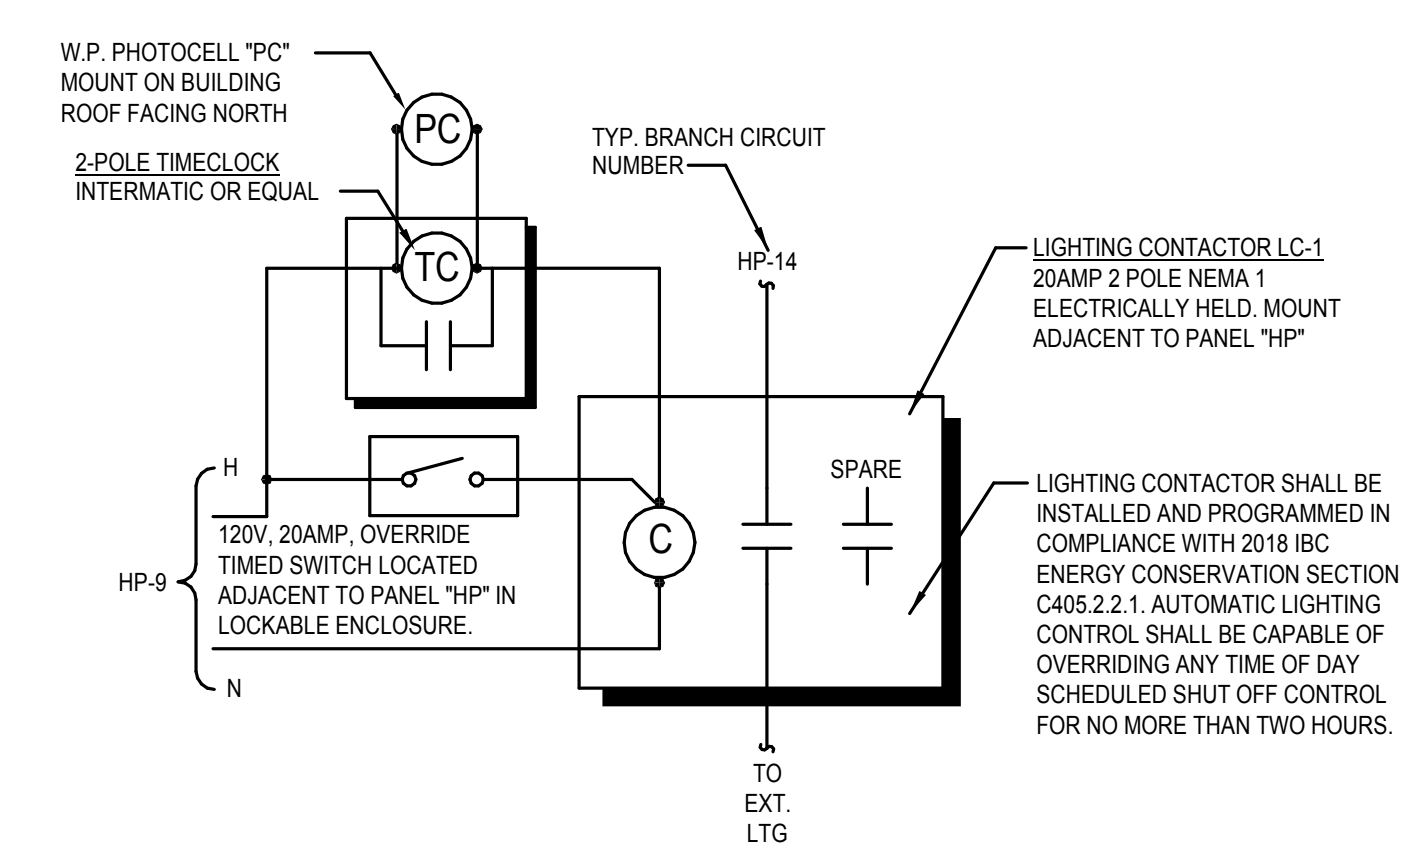 W.P. PHOTOCELL "PC"
MOUNT ON BUILDING
ROOF FACING NORTH
PC
2-POLE TIMECLOCK
INTERMATIC OR EQUAL
TC
TYP. BRANCH CIRCUIT
NUMBER
HP-14
LIGHTING CONTACTOR LC-1
20AMP 2 POLE NEMA 1
ELECTRICALLY HELD. MOUNT
ADJACENT TO PANEL "HP"
SPARE
C
H
120V, 20AMP, OVERRIDE
TIMED SWITCH LOCATED
ADJACENT TO PANEL "HP" IN
LOCKABLE ENCLOSURE.
HP-9
N
LIGHTING CONTACTOR SHALL BE
INSTALLED AND PROGRAMMED IN
COMPLIANCE WITH 2018 IBC
ENERGY CONSERVATION SECTION
C405.2.2.1. AUTOMATIC LIGHTING
CONTROL SHALL BE CAPABLE OF
OVERRIDING ANY TIME OF DAY
SCHEDULED SHUT OFF CONTROL
FOR NO MORE THAN TWO HOURS.
TO
EXT.
LTG